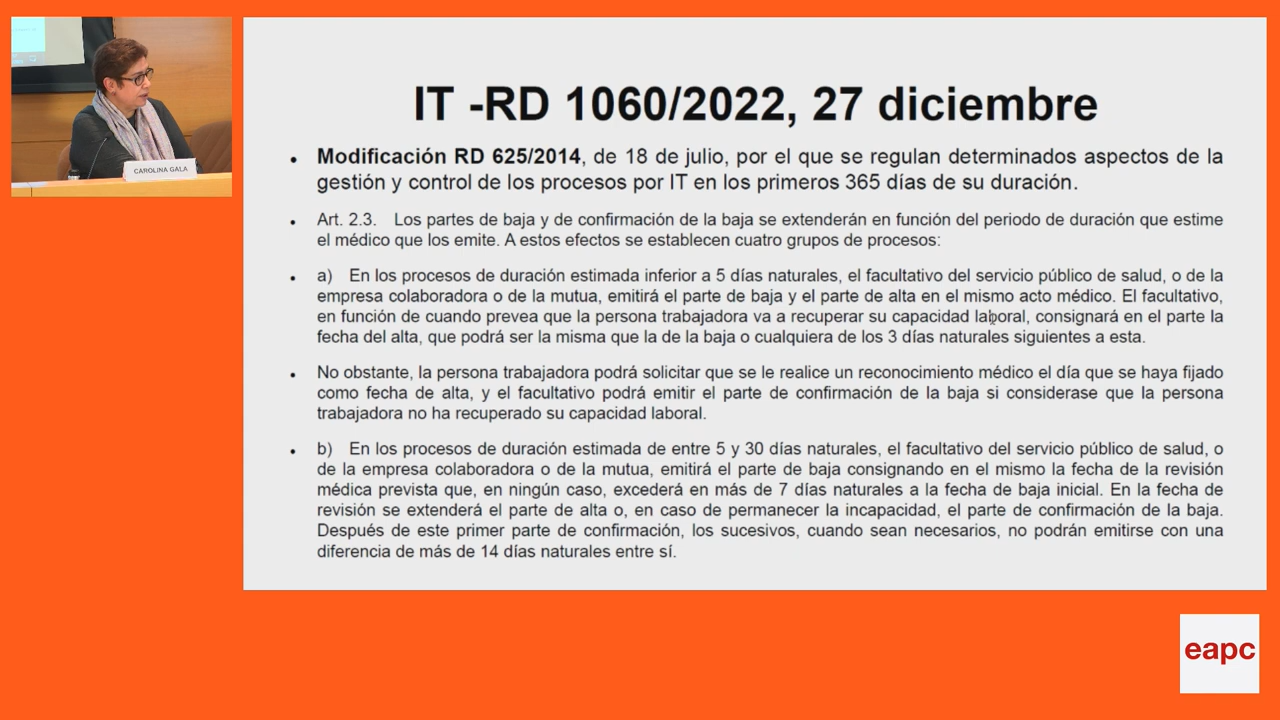 CAROLINA GALA
IT -RD 1060/2022, 27 diciembre
• Modificación RD 625/2014, de 18 de julio, por el que se regulan determinados aspectos de la
gestión y control de los procesos por IT en los primeros 365 días de su duración.
• Art. 2.3. Los partes de baja y de confirmación de la baja se extenderán en función del periodo de duración que estime
el médico que los emite. A estos efectos se establecen cuatro grupos de procesos:
• a) En los procesos de duración estimada inferior a 5 días naturales, el facultativo del servicio público de salud, o de la
empresa colaboradora o de la mutua, emitirá el parte de baja y el parte de alta en el mismo acto médico. El facultativo,
en función de cuando prevea que la persona trabajadora va a recuperar su capacidad laboral, consignará en el parte la
fecha del alta, que podrá ser la misma que la de la baja o cualquiera de los 3 días naturales siguientes a esta.
• No obstante, la persona trabajadora podrá solicitar que se le realice un reconocimiento médico el día que se haya fijado
como fecha de alta, y el facultativo podrá emitir el parte de confirmación de la baja si considerase que la persona
trabajadora no ha recuperado su capacidad laboral.
• b) En los procesos de duración estimada de entre 5 y 30 días naturales, el facultativo del servicio público de salud, o
de la empresa colaboradora o de la mutua, emitirá el parte de baja consignando en el mismo la fecha de la revisión
médica prevista que, en ningún caso, excederá en más de 7 días naturales a la fecha de baja inicial. En la fecha de
revisión se extenderá el parte de alta o, en caso de permanecer la incapacidad, el parte de confirmación de la baja.
Después de este primer parte de confirmación, los sucesivos, cuando sean necesarios, no podrán emitirse con una
diferencia de más de 14 días naturales entre sí.
eapc